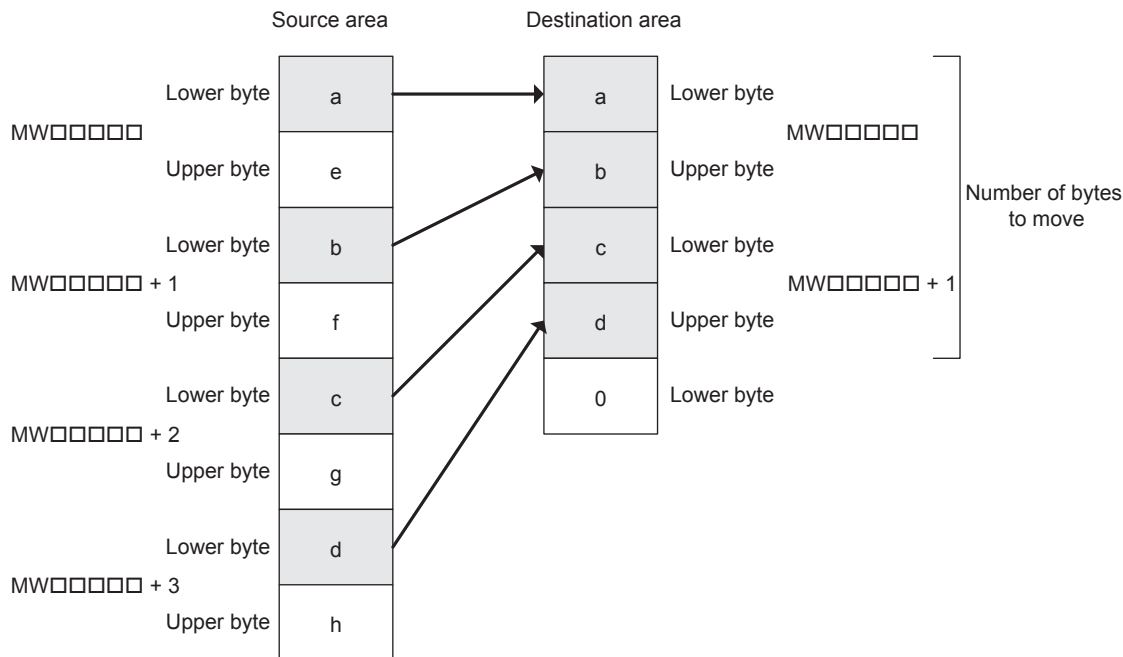 Source area Destination area
Lower byte a a Lower byte
MW□□□□□ MW□□□□□
Upper byte e b Upper byte
Number of bytes
to move
Lower byte b c Lower byte
MW□□□□□ + 1 MW□□□□□ + 1
Upper byte f d Upper byte
Lower byte c 0 Lower byte
MW□□□□□ + 2
Upper byte g
Lower byte d
MW□□□□□ + 3
Upper byte h